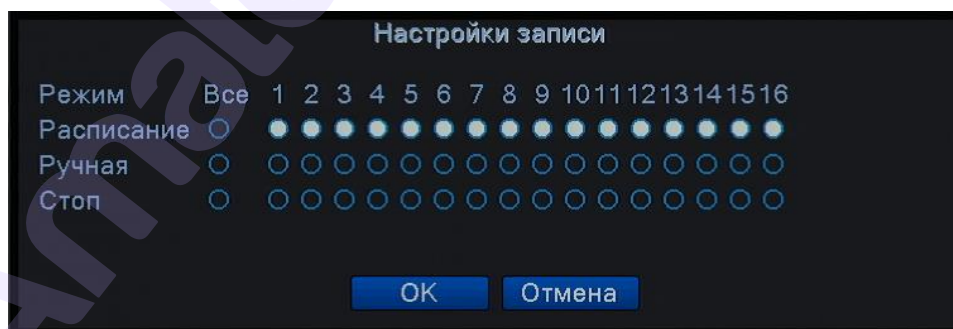 Настройки записи
Режим Все 1 2 3 4 5 6 7 8 9 10 11 12 13 14 15 16
Расписание
Ручная
Стоп
OK Отмена